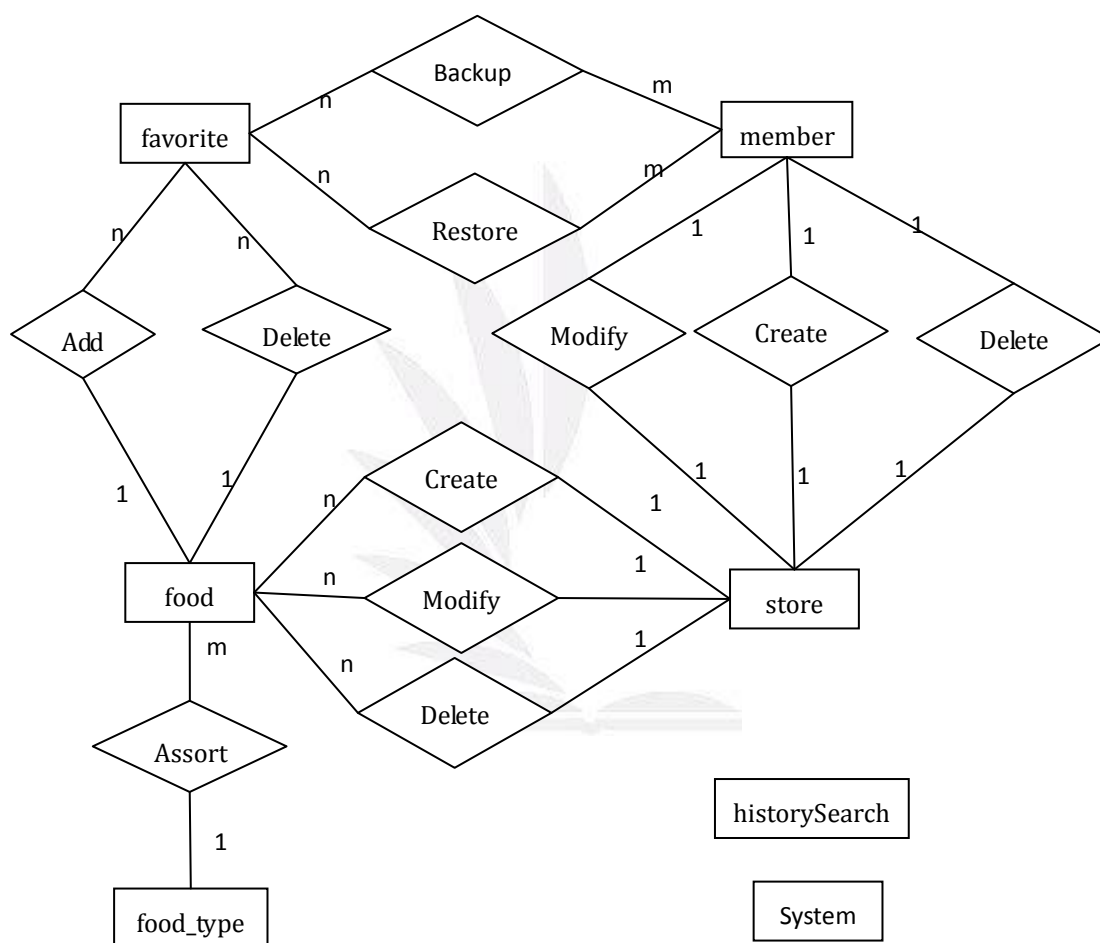 Backup
n
m
favorite
member
n
m
Restore
n
n
1
1
1
Add
Delete
Modify
Create
Delete
1
1
n
Create
1
1
1
1
food
n
Modify
1
store
m
n
Delete
1
Assort
historySearch
1
food_type
System